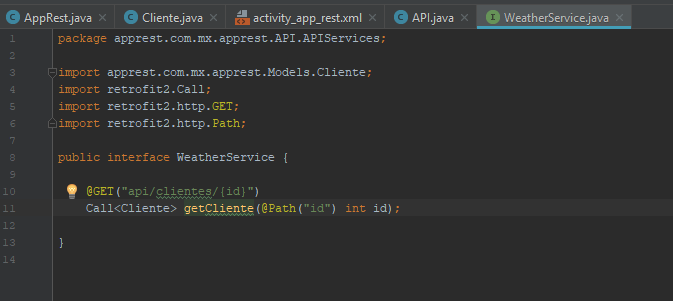 AppRest.java Cliente.java activity_app_rest.xml API.java WeatherService.java
1 package apprest.com.mx.apprest.API.APIServices;
2
3 import apprest.com.mx.apprest.Models.Cliente;
4 import retrofit2.Call;
5 import retrofit2.http.GET;
6 import retrofit2.http.Path;
7
8 public interface WeatherService {
9
10 @GET("api/clientes/{id}")
11 Call<Cliente> getCliente(@Path("id") int id);
12
13 }
14